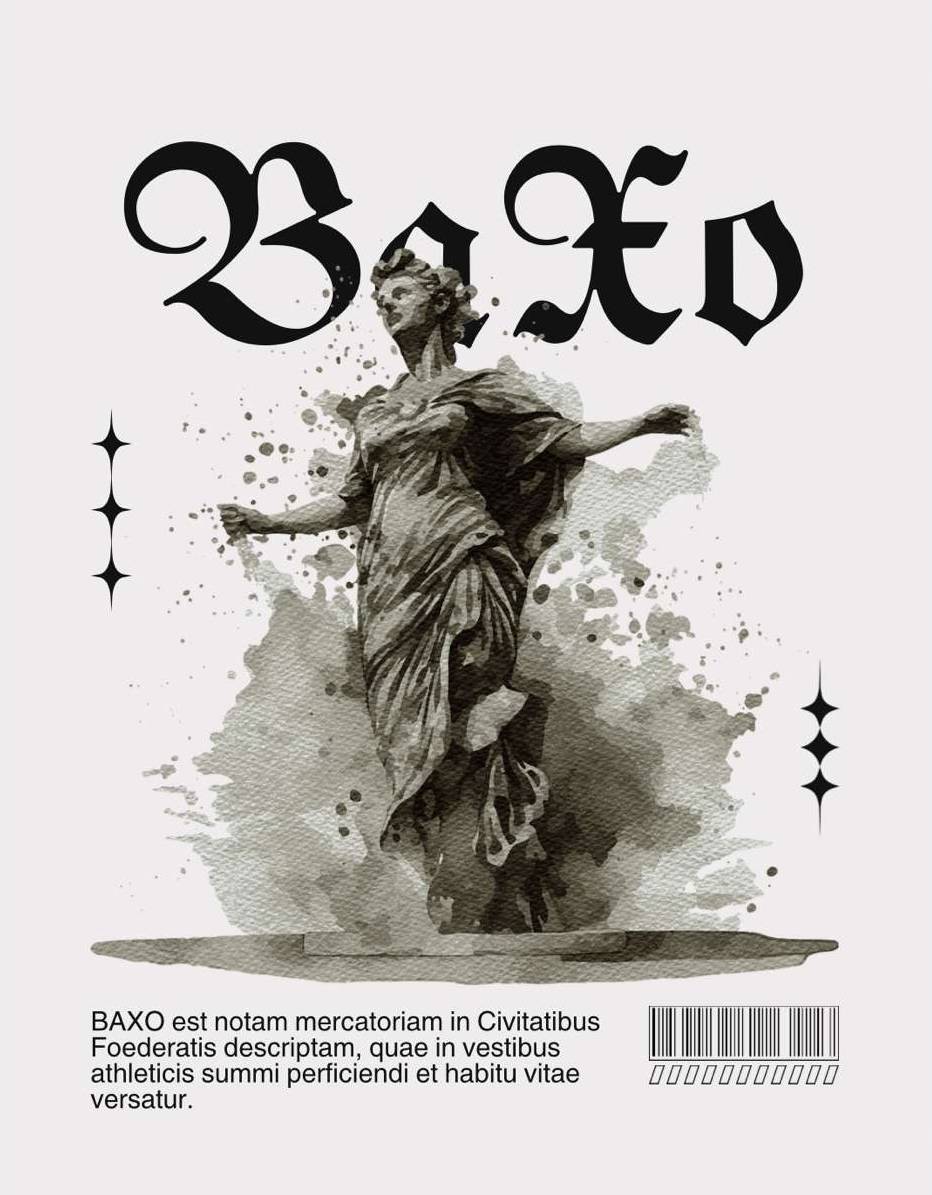 BaXo
BAXO est notam mercatoriam in Civitatibus
Foederatis descriptam, quae in vestibus
athleticis summi perficiendi et habitu vitae
versatur.